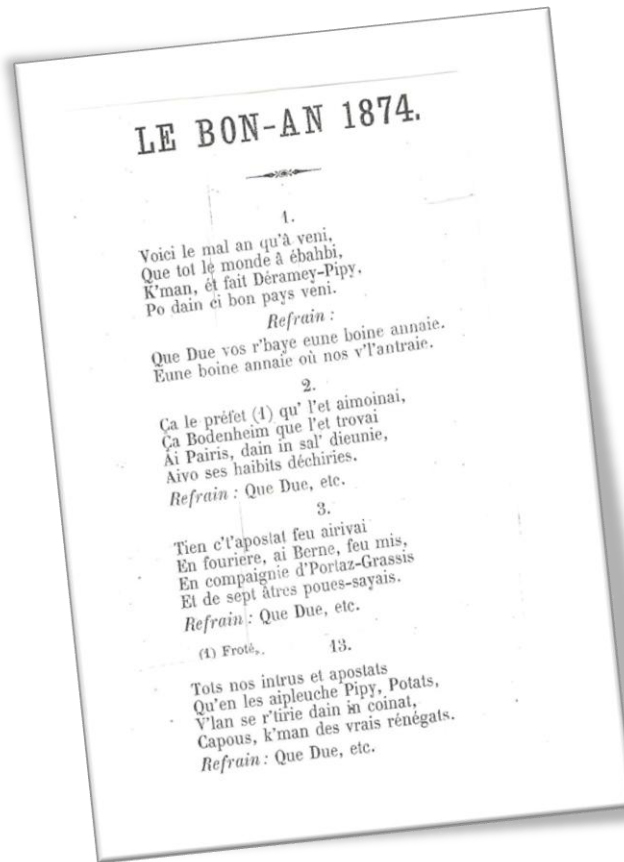 LE BON-AN 1874.
1.
Voici le mal an qu'â veni,
Que tot lé monde â ébahbi,
K'man, ét fait Déramey-Pipy,
Po dain ci bon pays veni.
Refrain :
Que Due vos r'baye eune boine annaie.
Eune boine annaie où nos v'l'antraie.
2.
Ça le préfet (1) qu' l'et aimoinai,
Ça Bodenheim que l'et trovai
Ai Pairis, dain in sal' dieunie,
Aivo ses haibits déchiries.
Refrain : Que Due, etc.
3.
Tien c't'apostat feu airivai
En fouriere, ai Berne, feu mis,
En compaignie d'Portaz-Grassis
Et de sept âtres poues-sayais.
Refrain : Que Due, etc.
(1) Froté.
13.
Tots nos intrus et apostats
Qu'en les aipleuche Pipy, Potats,
V'lan se r'tirie dain in coinat,
Capous, k'man des vrais rénégats.
Refrain : Que Due, etc.